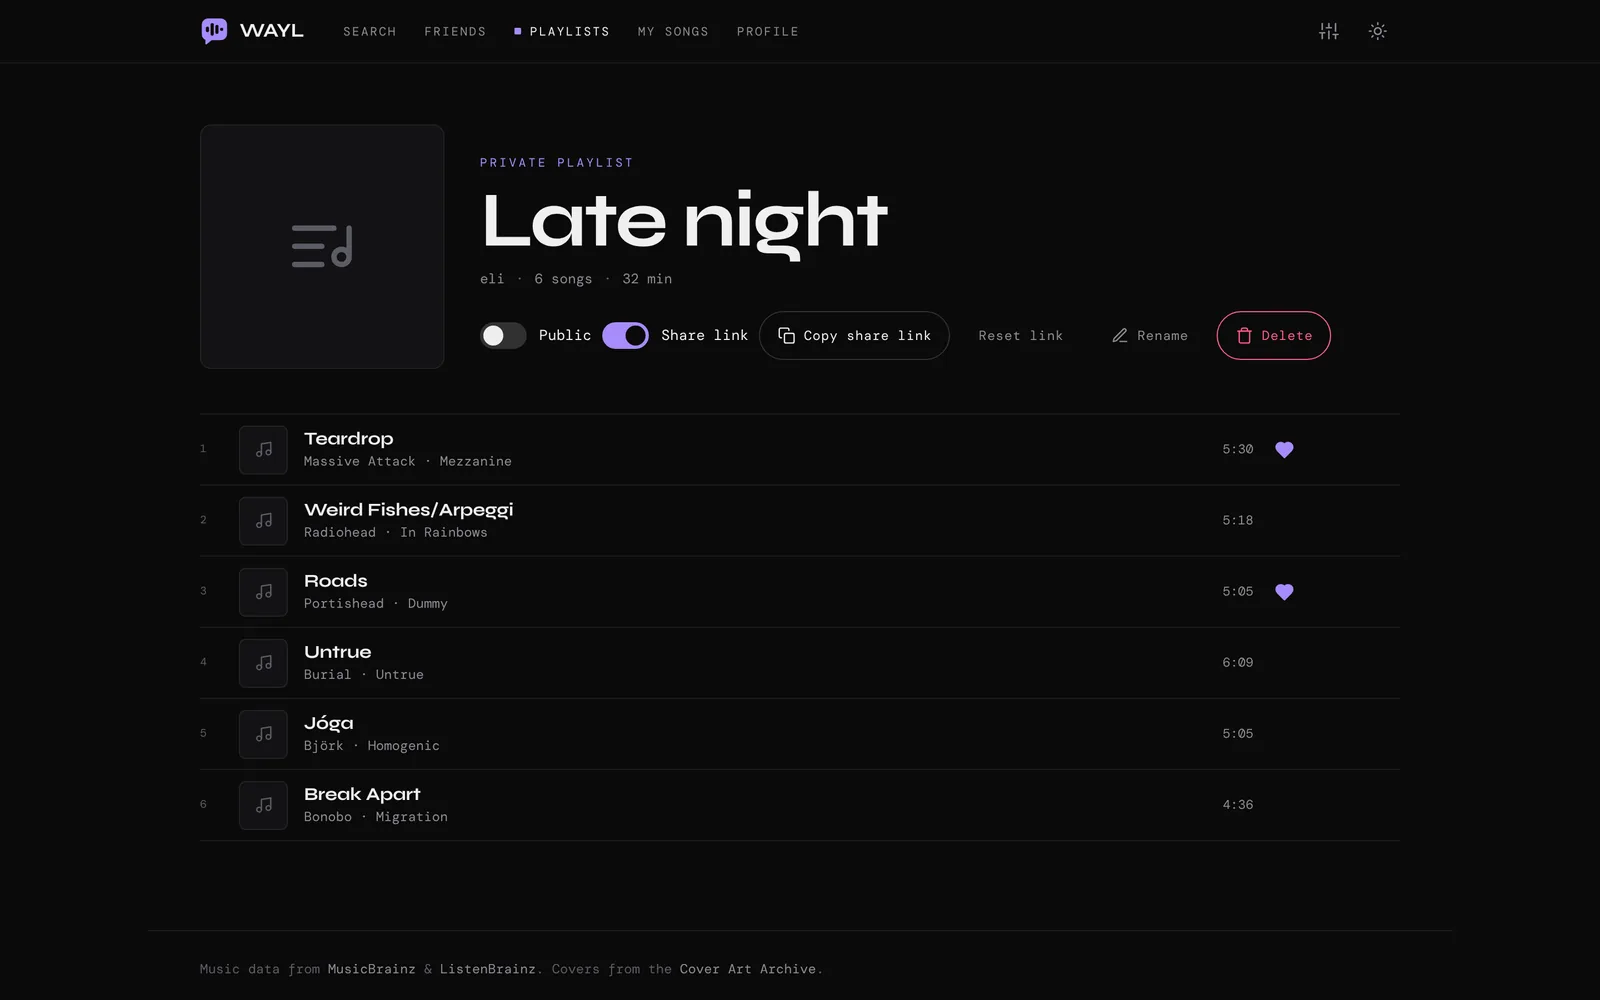 WAYL SEARCH FRIENDS PLAYLISTS MY SONGS PROFILE
PRIVATE PLAYLIST
Late night
eli · 6 songs · 32 min
Public Share link Copy share link Reset link Rename Delete
1 Teardrop 5:30
Massive Attack · Mezzanine
2 Weird Fishes/Arpeggi 5:18
Radiohead · In Rainbows
3 Roads 5:05
Portishead · Dummy
4 Untrue 6:09
Burial · Untrue
5 Jóga 5:05
Björk · Homogenic
6 Break Apart 4:36
Bonobo · Migration
Music data from MusicBrainz & ListenBrainz. Covers from the Cover Art Archive.